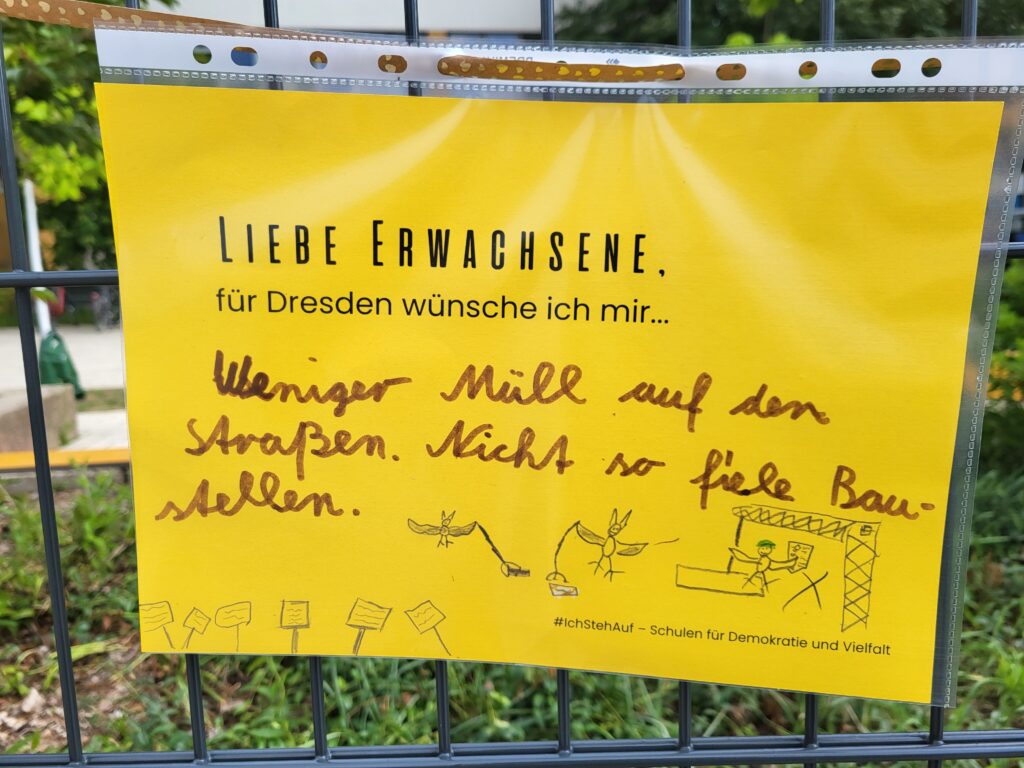 LIEBE ERWACHSENE,
für Dresden wünsche ich mir...
Weniger Müll auf den
Straßen. Nicht so fiele Bau-
stellen.
#IchStehAuf – Schulen für Demokratie und Vielfalt